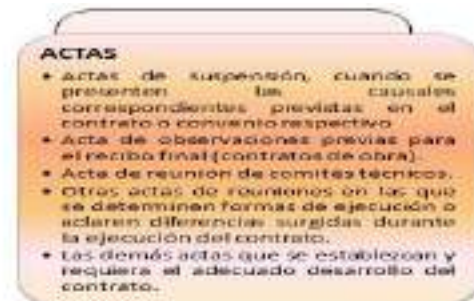 ACTAS
• Actas de suspensión, cuando se
presenten las causales
correspondientes previstas en el
contrato o convenio respectivo
• Acta de observaciones previas para
el recibo final (contratos de obra).
• Acta de reunión de comités técnicos.
• Otras actas de reuniones en las que
se determinen formas de ejecución o
aclaren diferencias surgidas durante
la ejecución del contrato.
• Las demás actas que se establezcan y
requiera el adecuado desarrollo del
contrato.